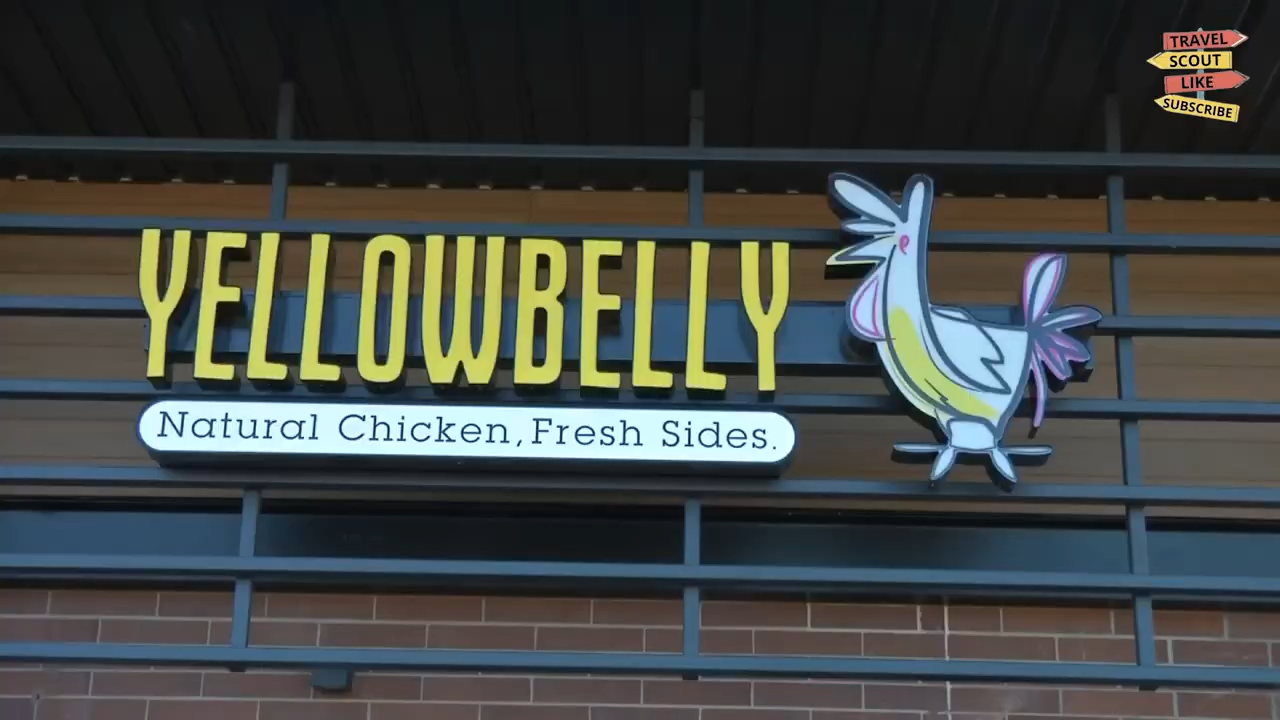 TRAVEL
SCOUT
LIKE
SUBSCRIBE
YELLOWBELLY
Natural Chicken, Fresh Sides.